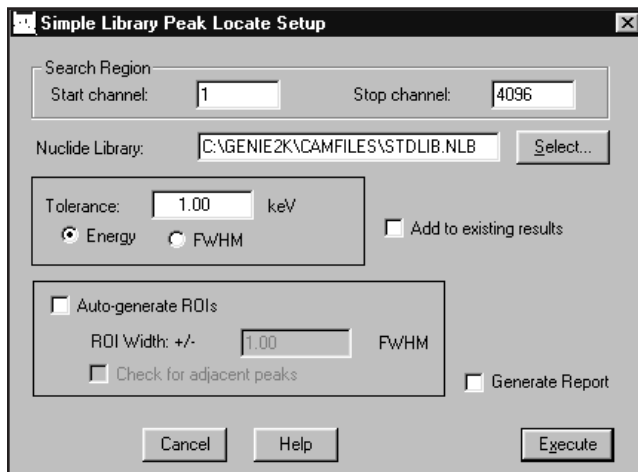 Simple Library Peak Locate Setup
Search Region
Start channel: 1 Stop channel: 4096
Nuclide Library: C:\GENIE2K\CAMFILES\STDLIB.NLB Select...
Tolerance: 1.00 keV
Energy FWHM
Add to existing results
Auto-generate ROIs
ROI Width: +/- 1.00 FWHM
Check for adjacent peaks
Generate Report
Cancel Help Execute